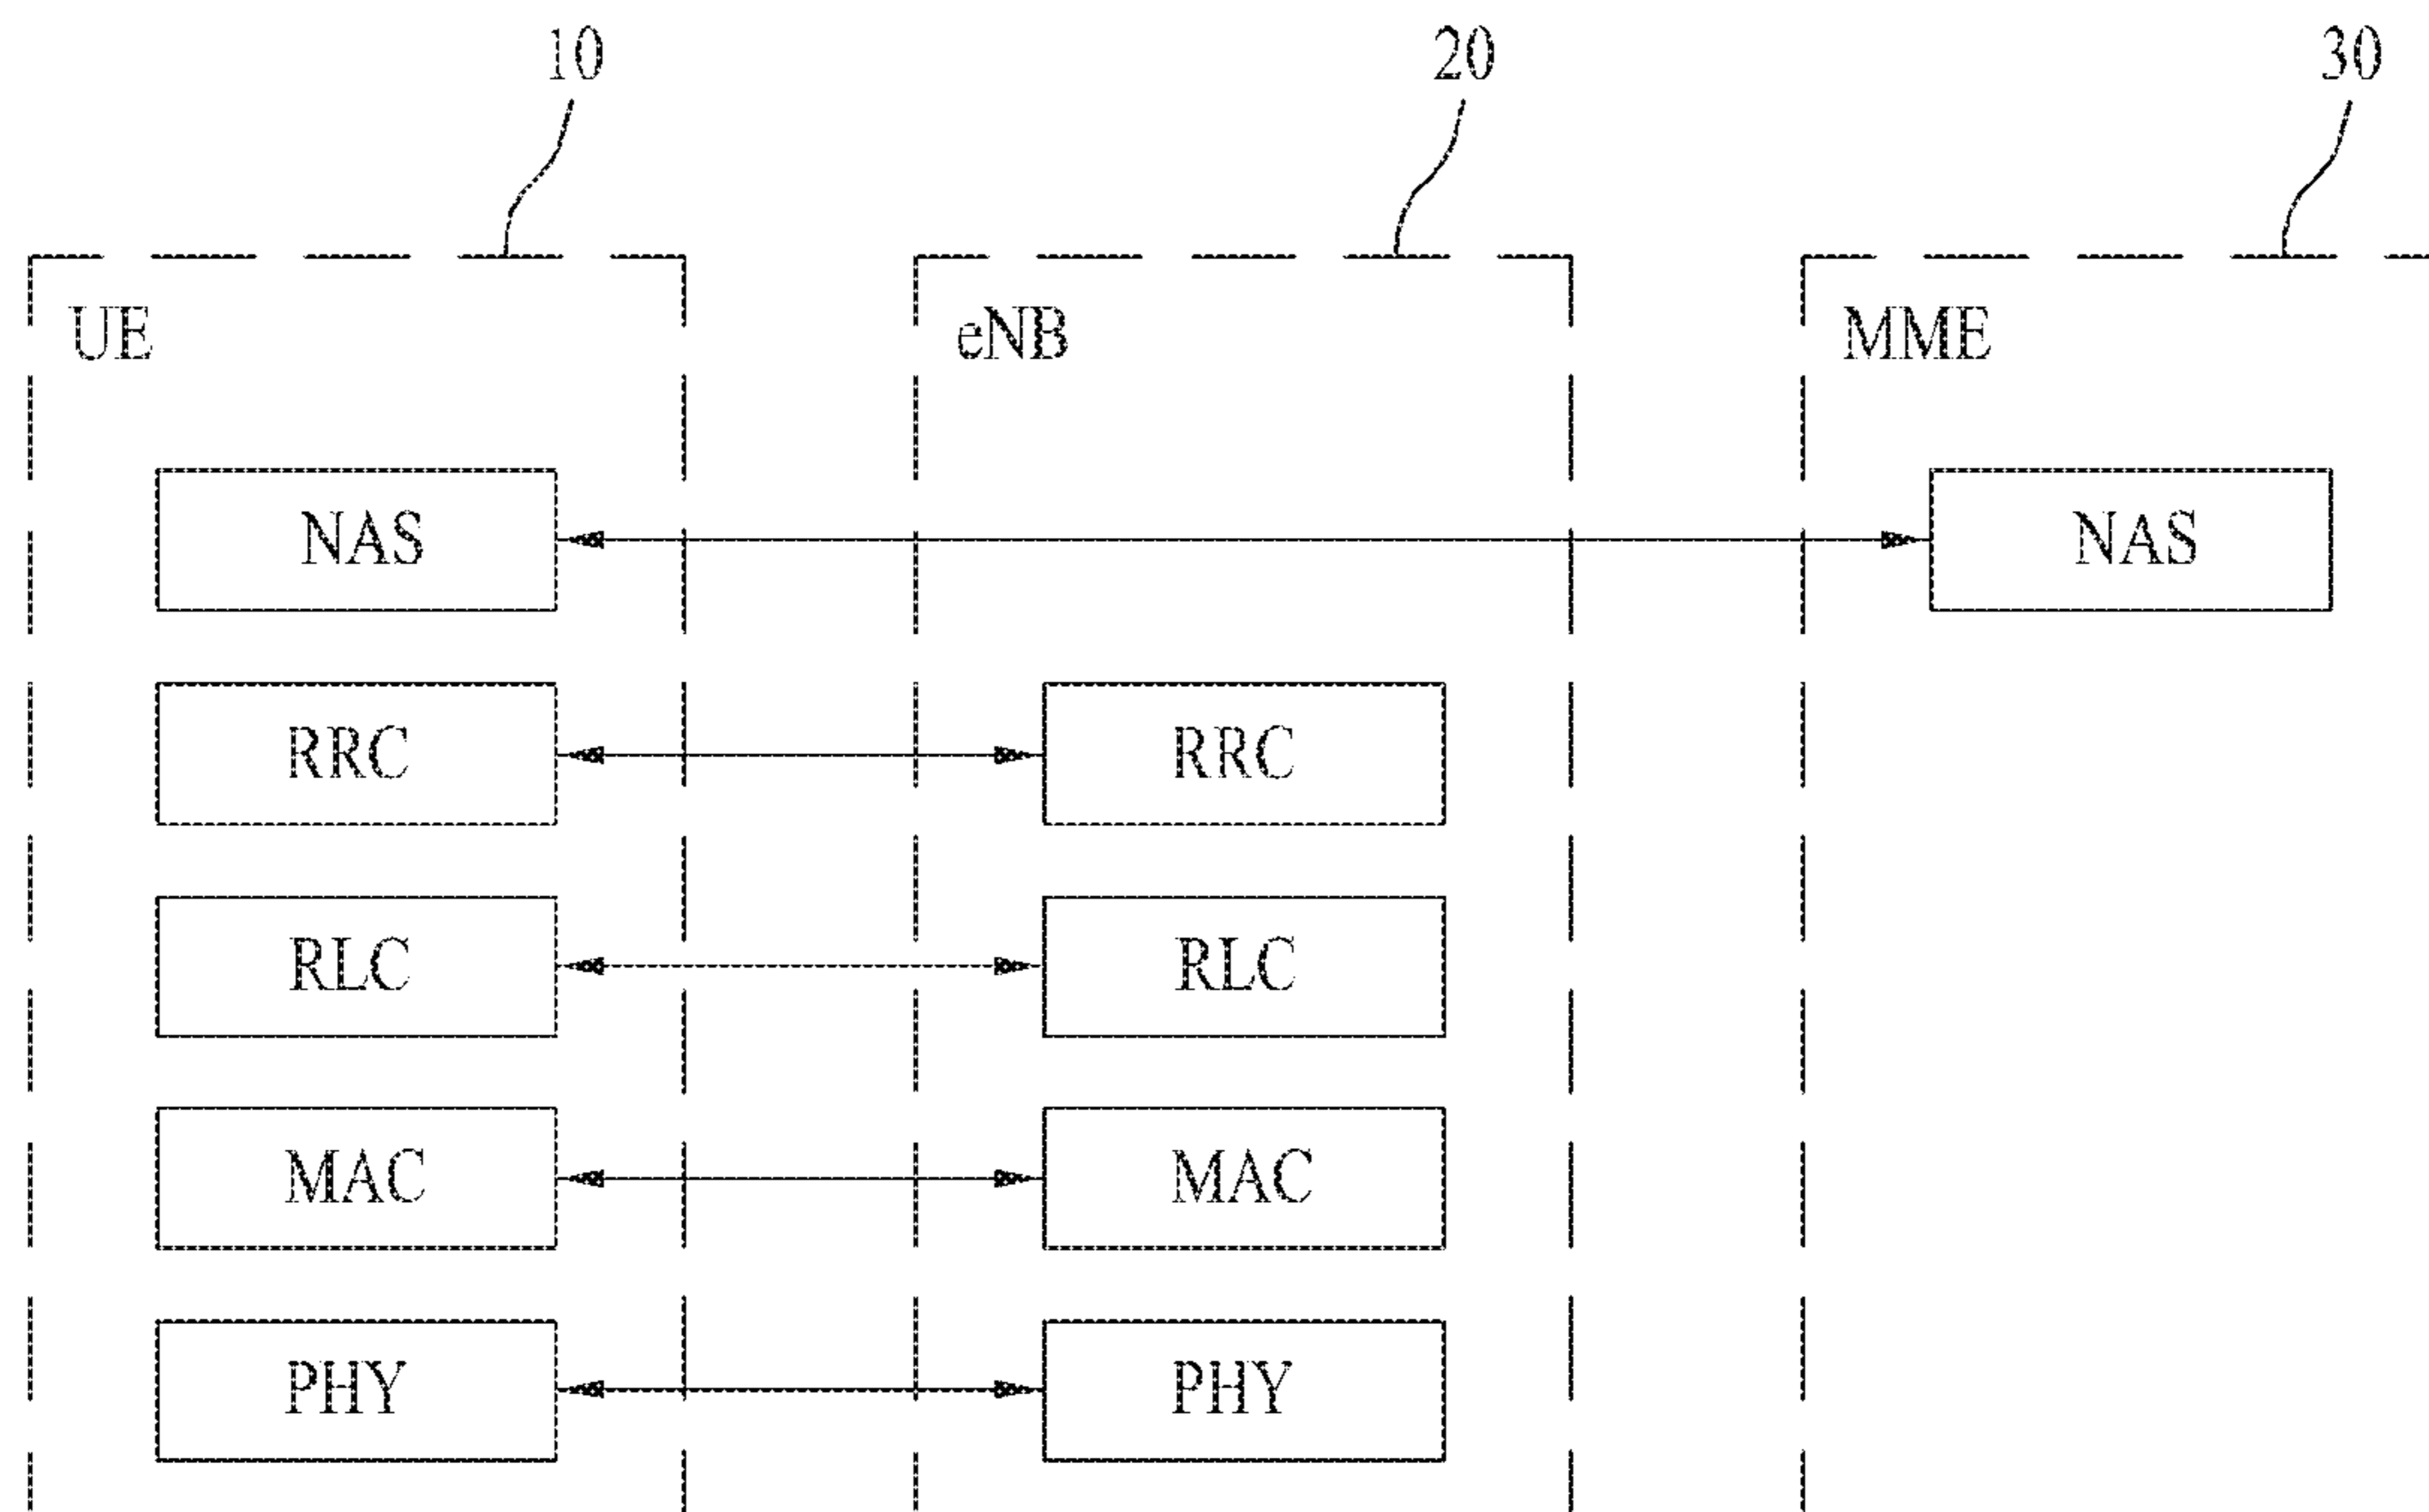 10 20 30
UE eNB MME
NAS NAS
RRC RRC
RLC RLC
MAC MAC
PHY PHY